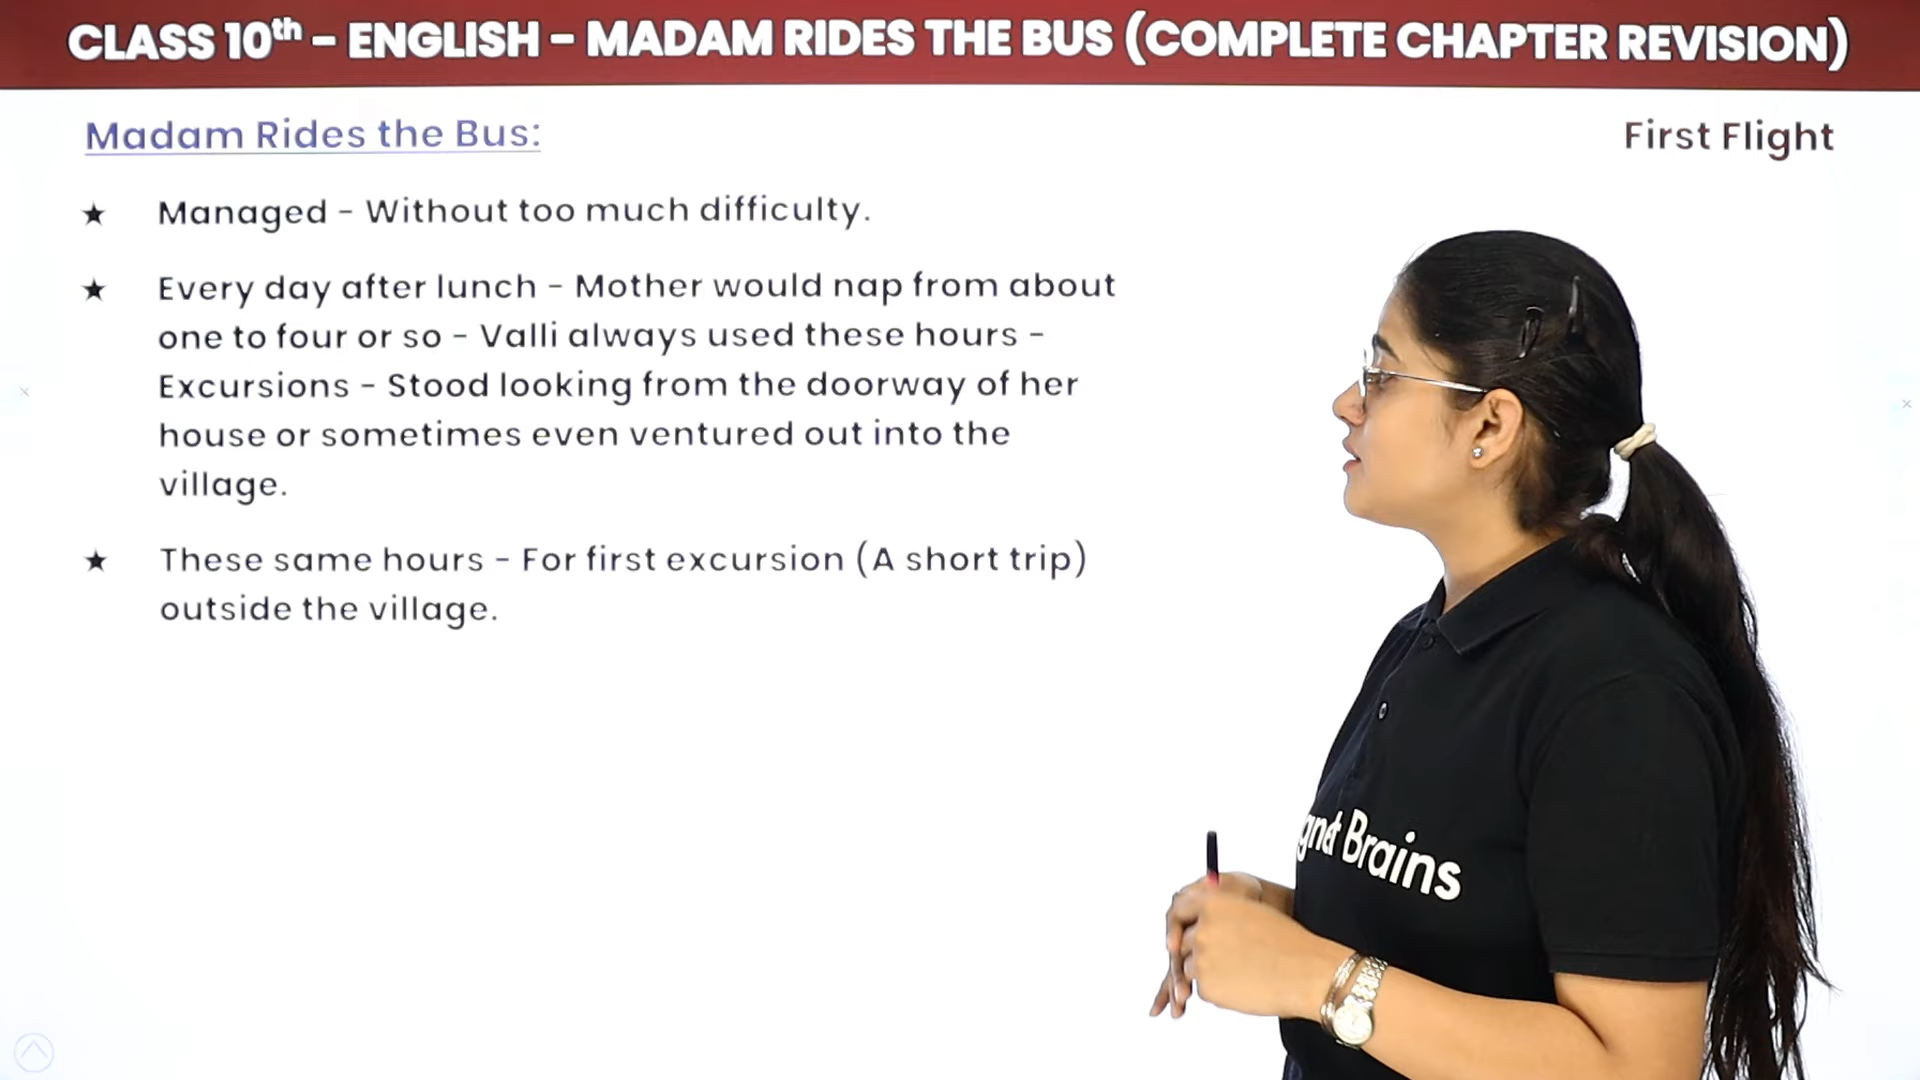 CLASS 10th - ENGLISH - MADAM RIDES THE BUS (COMPLETE CHAPTER REVISION)
Madam Rides the Bus:
First Flight
★ Managed - Without too much difficulty.
★ Every day after lunch - Mother would nap from about
one to four or so - Valli always used these hours -
Excursions - Stood looking from the doorway of her
house or sometimes even ventured out into the
village.
★ These same hours - For first excursion (A short trip)
outside the village.
gnet Brains